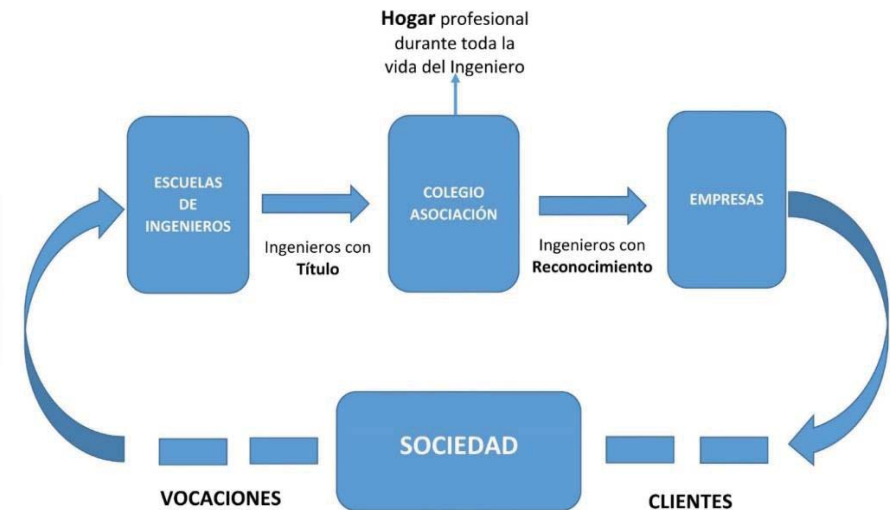 Hogar profesional
durante toda la
vida del Ingeniero
ESCUELAS
DE
INGENIEROS
Ingenieros con
Título
COLEGIO
ASOCIACIÓN
Ingenieros con
Reconocimiento
EMPRESAS
SOCIEDAD
VOCACIONES
CLIENTES